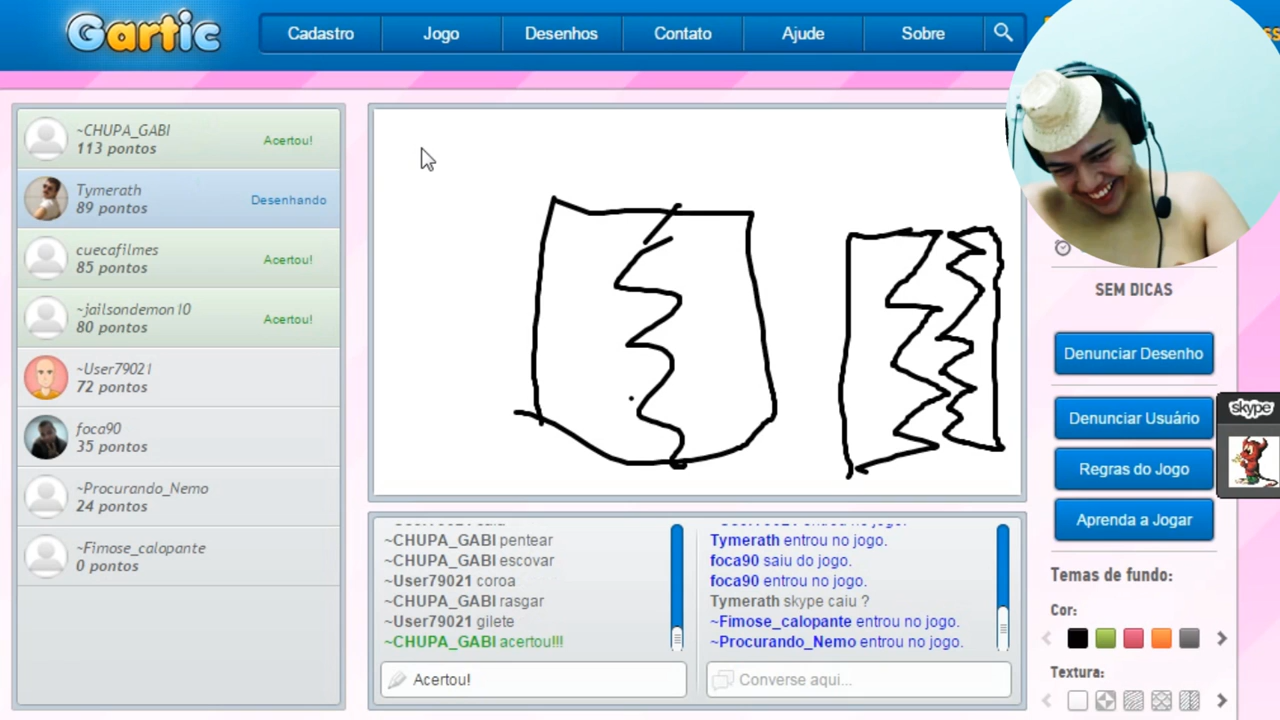 Gartic
Cadastro
Jogo
Desenhos
Contato
Ajude
Sobre
~CHUPA_GABI
113 pontos
Acertou!
Tymerath
89 pontos
Desenhando
cuecafilmes
85 pontos
Acertou!
~jailsondemon10
80 pontos
Acertou!
~User79021
72 pontos
foca90
35 pontos
~Procurando_Nemo
24 pontos
~Fimose_calopante
0 pontos
~CHUPA_GABI pentear
~CHUPA_GABI escovar
~User79021 coroa
~CHUPA_GABI rasgar
~User79021 gilete
~CHUPA_GABI acertou!!!
Acertou!
Tymerath entrou no jogo.
foca90 saiu do jogo.
foca90 entrou no jogo.
Tymerath skype caiu ?
~Fimose_calopante entrou no jogo.
~Procurando_Nemo entrou no jogo.
Converse aqui...
SEM DICAS
Denunciar Desenho
Denunciar Usuário
Regras do Jogo
Aprenda a Jogar
skype
Temas de fundo:
Cor:
Textura: